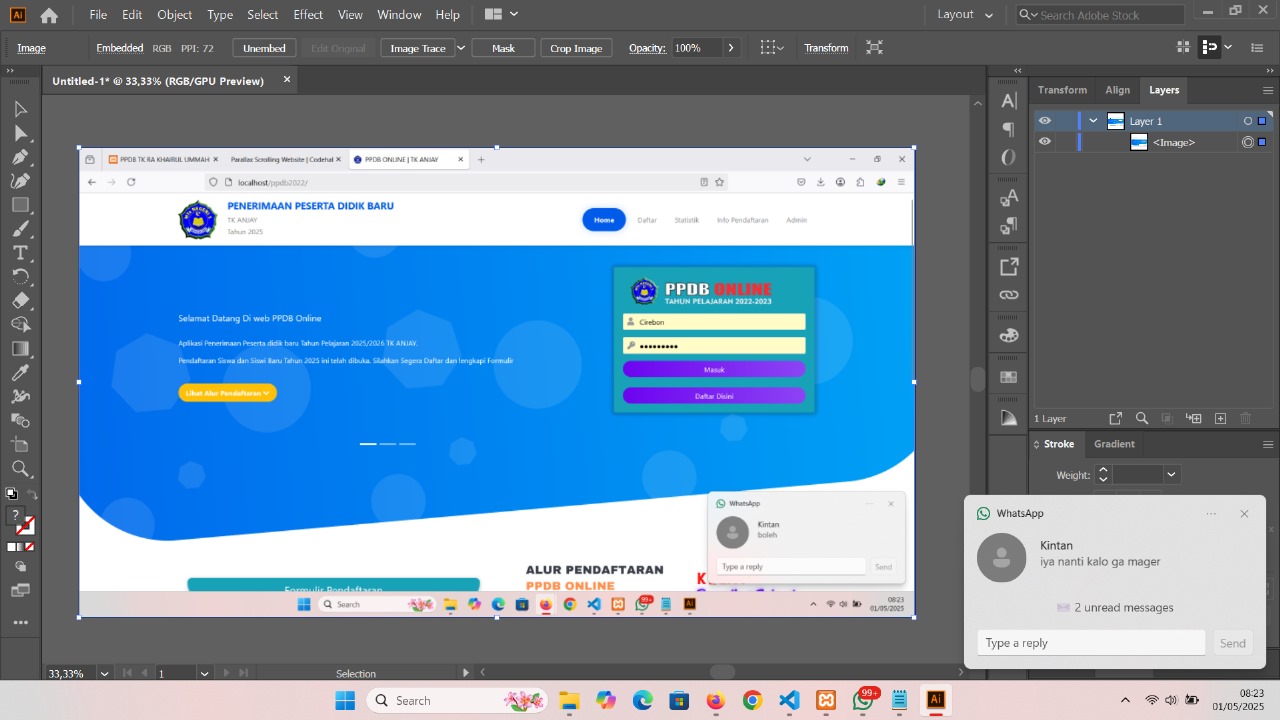 Ai File Edit View Window Help Layout Search Adobe Stock
Image Embedded RGB PPI: 72 Unembed Edit Original Image Trace Mask Crop Image Opacity: 100% Transform
Untitled-1* @ 33,33% (RGB/GPU Preview)
Transform Align Layers
Layer 1
<Image>
PPDB TK RA KHAIRUL UMMAH Parallax Scrolling Website | Codehal PPDB ONLINE | TK ANJAY
localhost/ppdb2022/
PENERIMAAN PESERTA DIDIK BARU
TK ANJAY
Tahun 2025
Home Daftar Statistik Info Pendaftaran Admin
PPDB ONLINE
TAHUN PELAJARAN 2022-2023
Cirebon
•••••••••
Masuk
Daftar Disini
Selamat Datang Di web PPDB Online
Aplikasi Penerimaan Peserta didik baru Tahun Pelajaran 2025/2026 TK ANJAY.
Pendaftaran Siswa dan Siswi Baru Tahun 2025 ini telah dibuka. Silahkan Segera Daftar dan lengkapi Formulir
Lihat Alur Pendaftaran
WhatsApp
Kintan
boleh
Type a reply Send
ALUR PENDAFTARAN
PPDB ONLINE
Formulir Pendaftaran
Search 99+ 08:23
01/05/2025
1 Layer
Stroke Gradient
Weight:
WhatsApp
Kintan
iya nanti kalo ga mager
2 unread messages
Type a reply Send
33,33% 1 Selection
Search 99+ Ai 08:23
01/05/2025